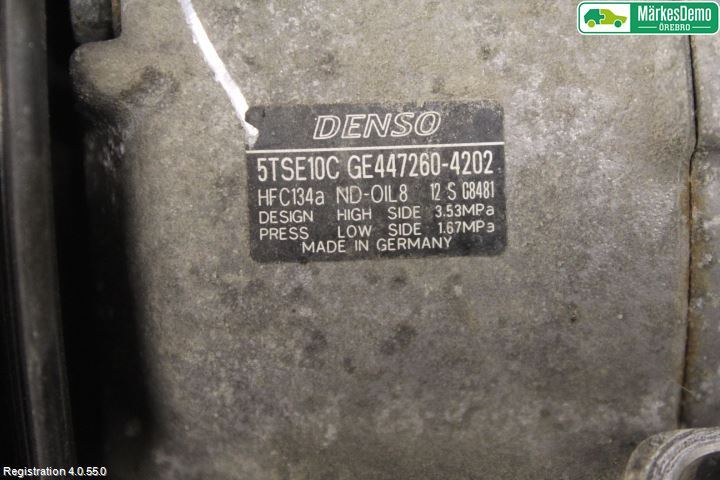 MärkesDemo
ÖREBRO
DENSO
5TSE10C GE447260-4202
HFC134a ND-OIL8 12 S C8481
DESIGN HIGH SIDE 3.53MPa
PRESS LOW SIDE 1.67MPa
MADE IN GERMANY
Registration 4.0.55.0